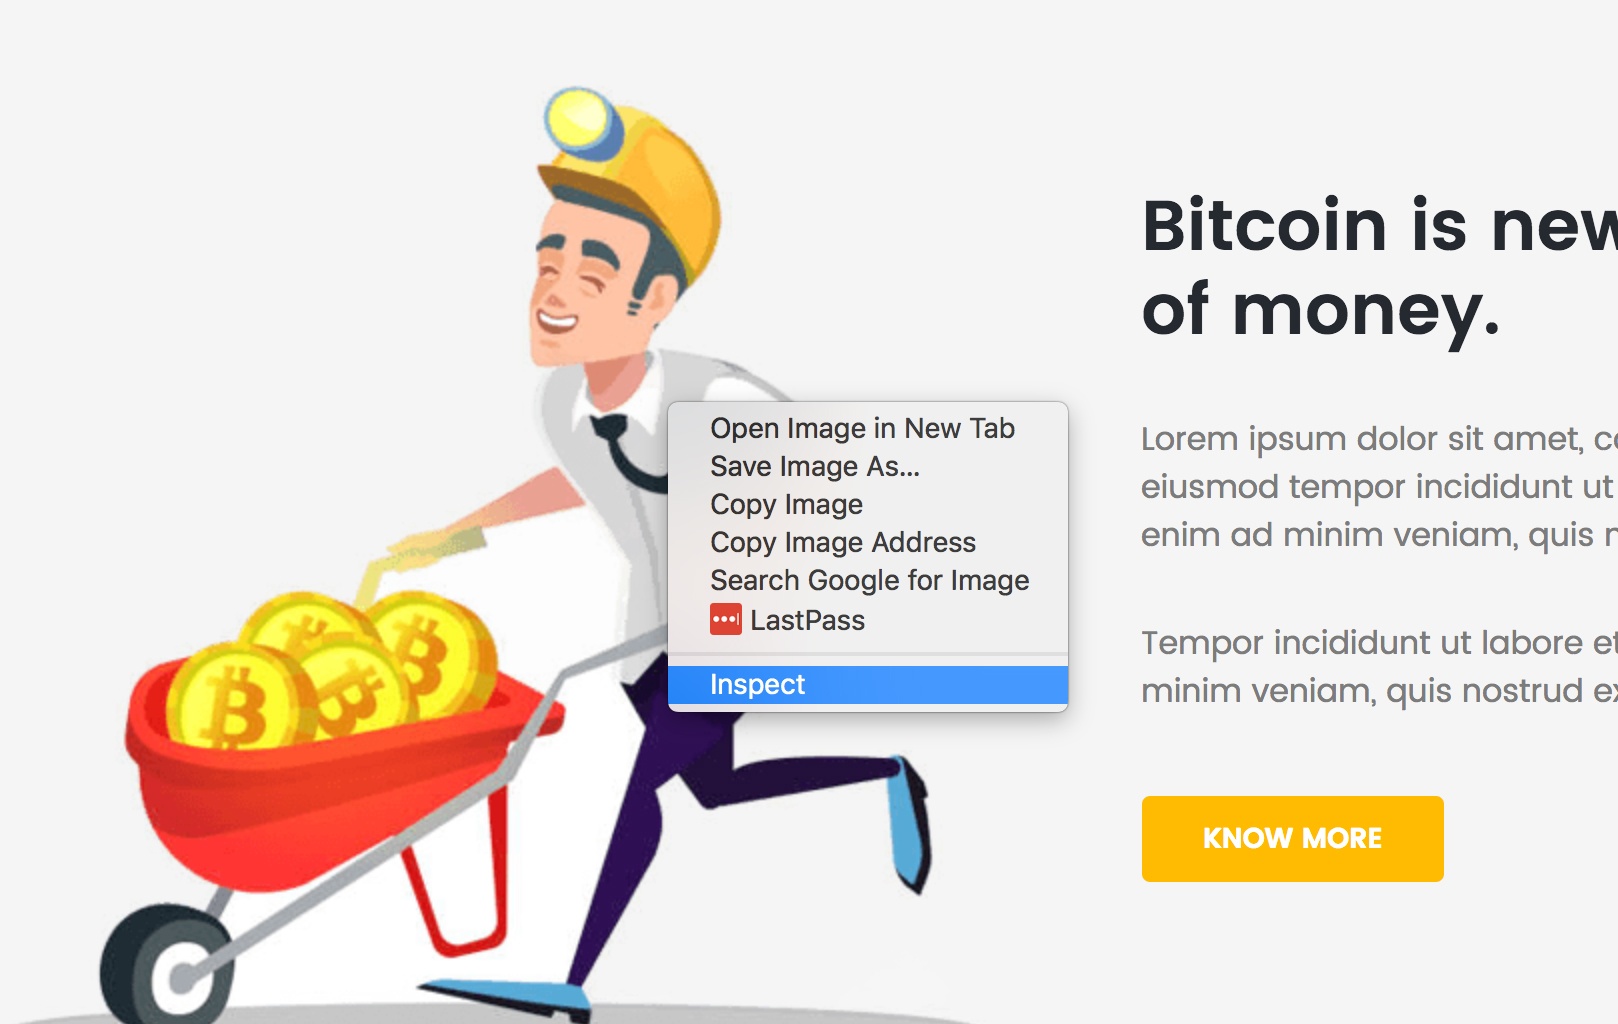 Bitcoin is new
of money.
Open Image in New Tab
Save Image As...
Copy Image
Copy Image Address
Search Google for Image
LastPass
Inspect
Lorem ipsum dolor sit amet,
eiusmod tempor incididunt ut
enim ad minim veniam, quis
Tempor incididunt ut labore et
minim veniam, quis nostrud
KNOW MORE